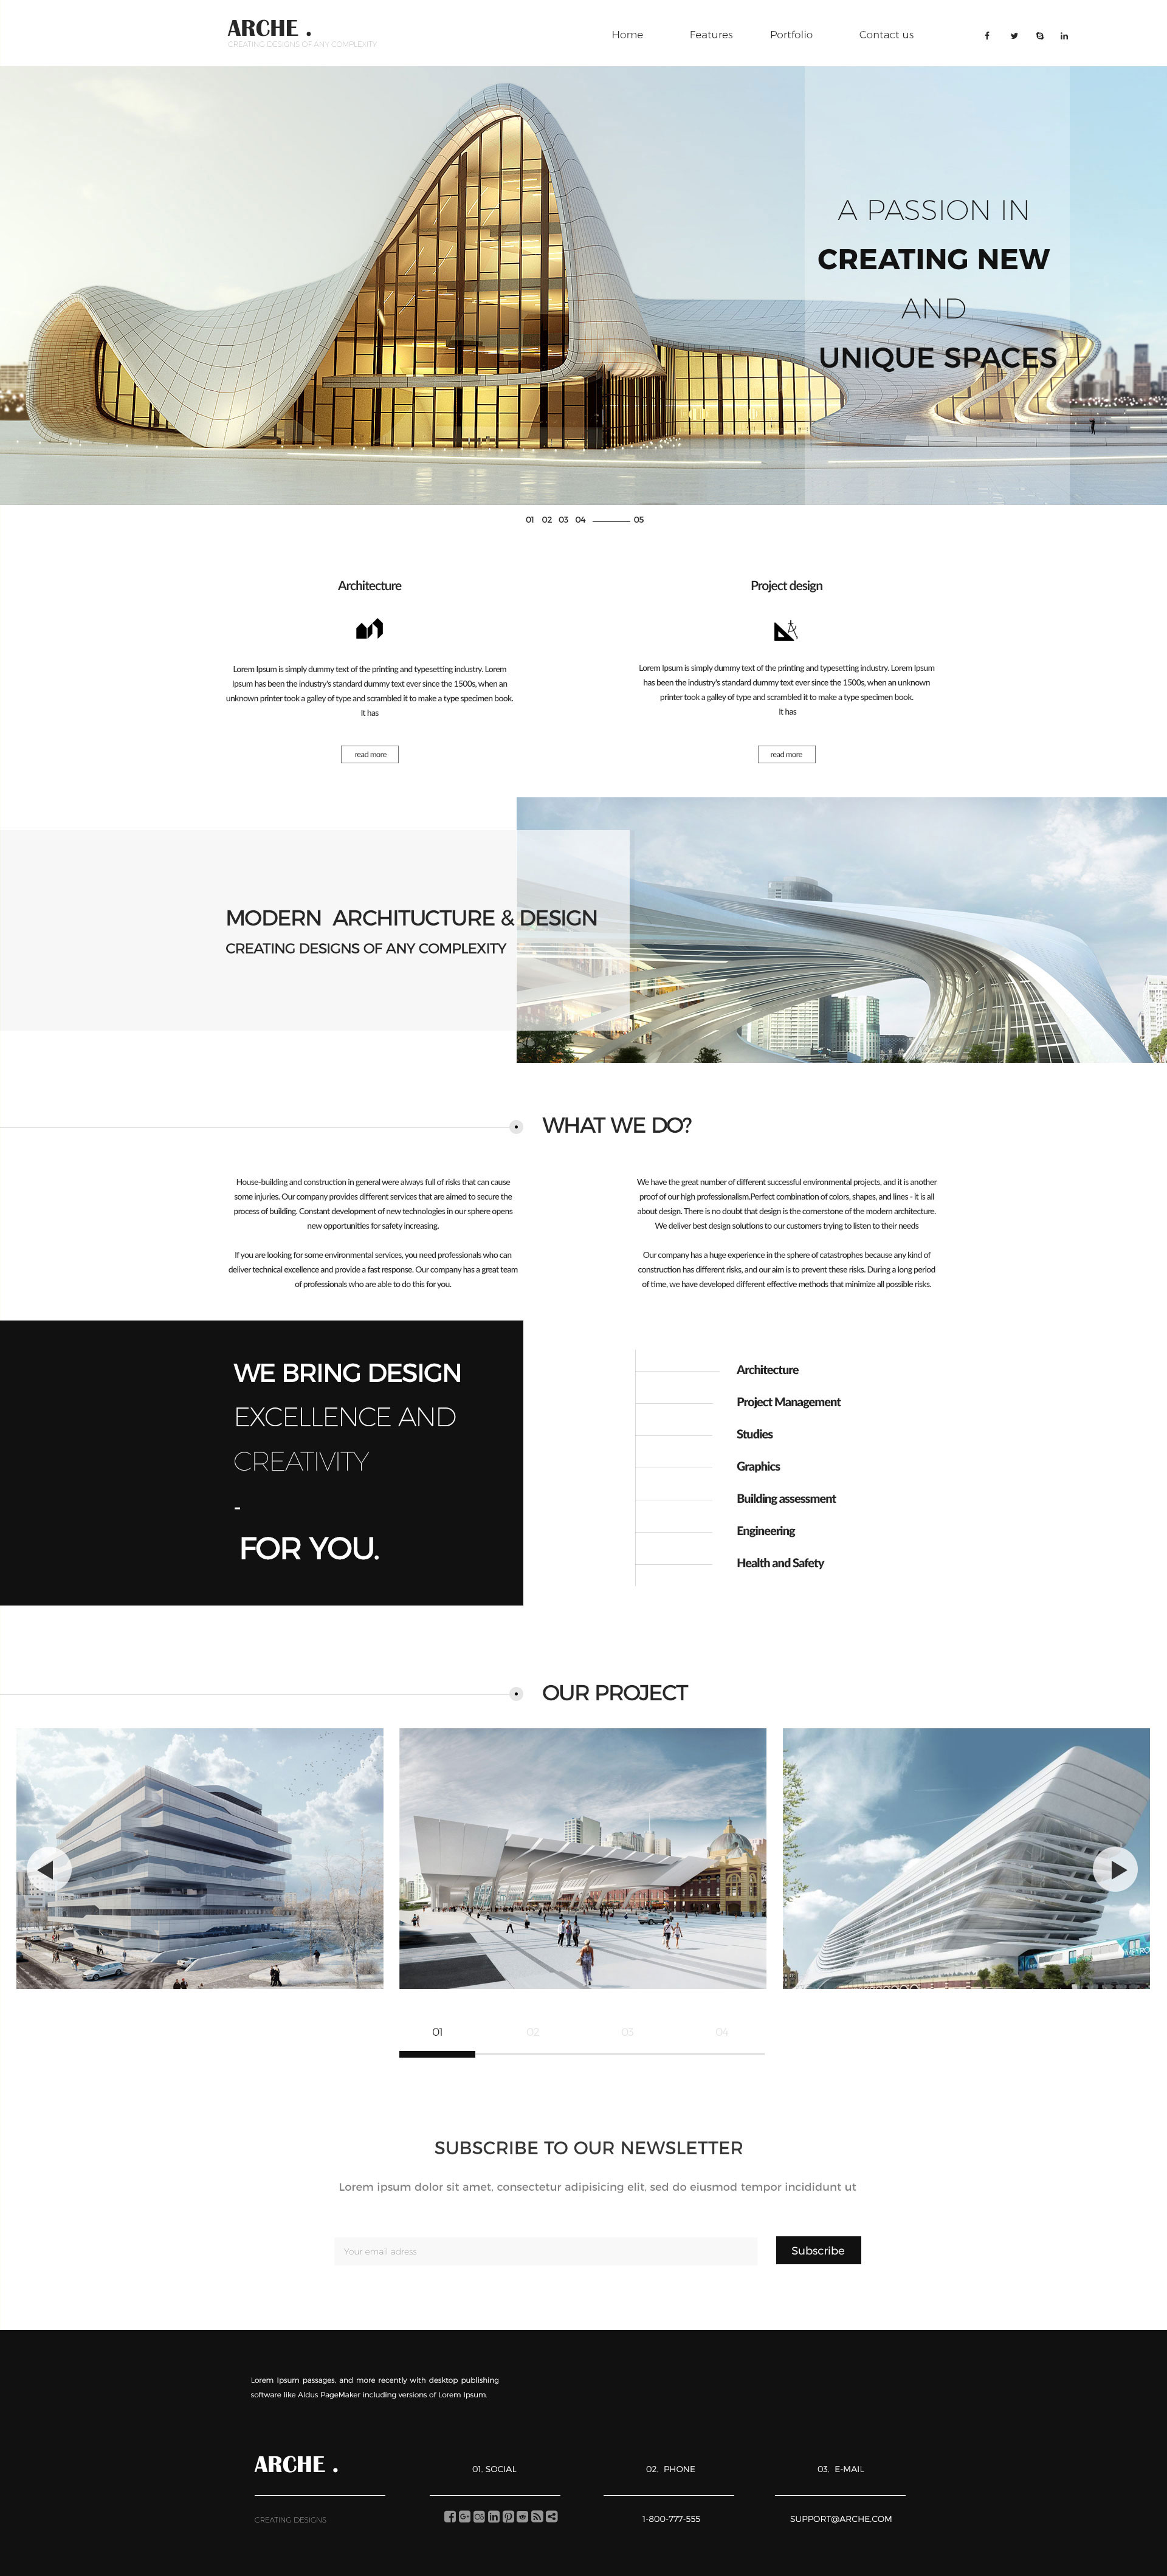 ARCHE .
CREATING DESIGNS OF ANY COMPLEXITY
Home Features Portfolio Contact us
A PASSION IN
CREATING NEW
AND
UNIQUE SPACES
01 02 03 04 05
Architecture
Lorem Ipsum is simply dummy text of the printing and typesetting industry. Lorem
Ipsum has been the industry's standard dummy text ever since the 1500s, when an
unknown printer took a galley of type and scrambled it to make a type specimen book.
It has
read more
Project design
Lorem Ipsum is simply dummy text of the printing and typesetting industry. Lorem Ipsum
has been the industry's standard dummy text ever since the 1500s, when an unknown
printer took a galley of type and scrambled it to make a type specimen book.
It has
read more
MODERN ARCHITUCTURE & DESIGN
CREATING DESIGNS OF ANY COMPLEXITY
WHAT WE DO?
House-building and construction in general were always full of risks that can cause
some injuries. Our company provides different services that are aimed to secure the
process of building. Constant development of new technologies in our sphere opens
new opportunities for safety increasing.
If you are looking for some environmental services, you need professionals who can
deliver technical excellence and provide a fast response. Our company has a great team
of professionals who are able to do this for you.
We have the great number of different successful environmental projects, and it is another
proof of our high professionalism.Perfect combination of colors, shapes, and lines - it is all
about design. There is no doubt that design is the cornerstone of the modern architecture.
We deliver best design solutions to our customers trying to listen to their needs
Our company has a huge experience in the sphere of catastrophes because any kind of
construction has different risks, and our aim is to prevent these risks. During a long period
of time, we have developed different effective methods that minimize all possible risks.
WE BRING DESIGN
EXCELLENCE AND
CREATIVITY
-
FOR YOU.
Architecture
Project Management
Studies
Graphics
Building assessment
Engineering
Health and Safety
OUR PROJECT
01 02 03 04
SUBSCRIBE TO OUR NEWSLETTER
Lorem ipsum dolor sit amet, consectetur adipisicing elit, sed do eiusmod tempor incididunt ut
Your email adress
Subscribe
Lorem Ipsum passages, and more recently with desktop publishing
software like Aldus PageMaker including versions of Lorem Ipsum.
ARCHE .
CREATING DESIGNS
01. SOCIAL
02. PHONE
1-800-777-555
03. E-MAIL
SUPPORT@ARCHE.COM